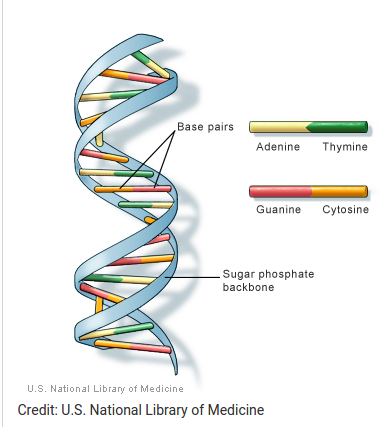 Base pairs
Adenine Thymine
Guanine Cytosine
Sugar phosphate
backbone
U.S. National Library of Medicine
Credit: U.S. National Library of Medicine